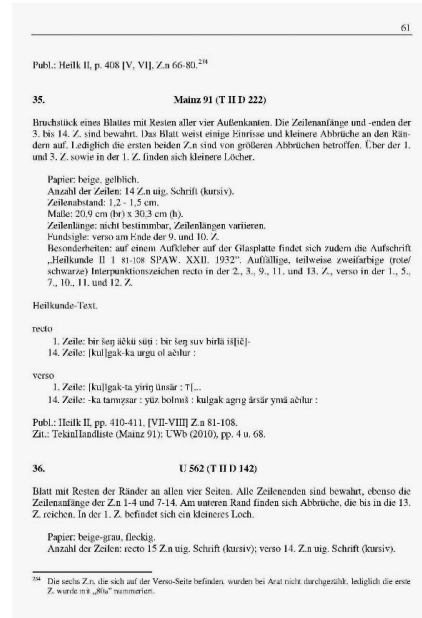 61
Publ.: Heilk II, p. 408 [V, VI], Z.n 66-80.²³⁴
35. Mainz 91 (T II D 222)
Bruchstück eines Blattes mit Resten aller vier Außenkanten. Die Zeilenanfänge und -enden der
3. bis 14. Z. sind bewahrt. Das Blatt weist einige Einrisse und kleinere Abbrüche an den Rän-
dern auf. Lediglich die ersten beiden Z.n sind von größeren Abbrüchen betroffen. Über der 1.
und 3. Z. sowie in der 1. Z. finden sich kleinere Löcher.
Papier: beige, gelblich.
Anzahl der Zeilen: 14 Z.n uig. Schrift (kursiv).
Zeilenabstand: 1,2 - 1,5 cm.
Maße: 20,9 cm (br) x 30,3 cm (h).
Zeilenlänge: nicht bestimmbar, Zeilenlängen variieren.
Fundsigle: verso am Ende der 9. und 10. Z.
Besonderheiten: auf einem Aufkleber auf der Glasplatte findet sich zudem die Aufschrift
„Heilkunde II 1 81-108 SPAW. XXII. 1932”. Auffällige, teilweise zweifarbige (rote/
schwarze) Interpunktionszeichen recto in der 2., 3., 9., 11. und 13. Z., verso in der 1., 5.,
7., 10., 11. und 12. Z.
Heilkunde-Text.
recto
1. Zeile: bir šeŋ äčkü süti : bir šeŋ suv birlä iš[ič]-
14. Zeile: [kul]gak-ka urgu ol ačılur :
verso
1. Zeile: [ku]lgak-ta yiriŋ ünsär : T[...
14. Zeile: -ka tamızsar : yüz bolmıš : kulgak agrıg ärsär ymä ačılur :
Publ.: Heilk II, pp. 410-411, [VII-VIII] Z.n 81-108.
Zit.: TekinHandliste (Mainz 91); UWb (2010), pp. 4 u. 68.
36. U 562 (T II D 142)
Blatt mit Resten der Ränder an allen vier Seiten. Alle Zeilenenden sind bewahrt, ebenso die
Zeilenanfänge der Z.n 1-4 und 7-14. Am unteren Rand finden sich Abbrüche, die bis in die 13.
Z. reichen. In der 1. Z. befindet sich ein kleineres Loch.
Papier: beige-grau, fleckig.
Anzahl der Zeilen: recto 15 Z.n uig. Schrift (kursiv); verso 14. Z.n uig. Schrift (kursiv).
²³⁴ Die sechs Z.n, die sich auf der Verso-Seite befinden, wurden bei Arat nicht durchgezählt, lediglich die erste
Z. wurde mit „80a” nummeriert.